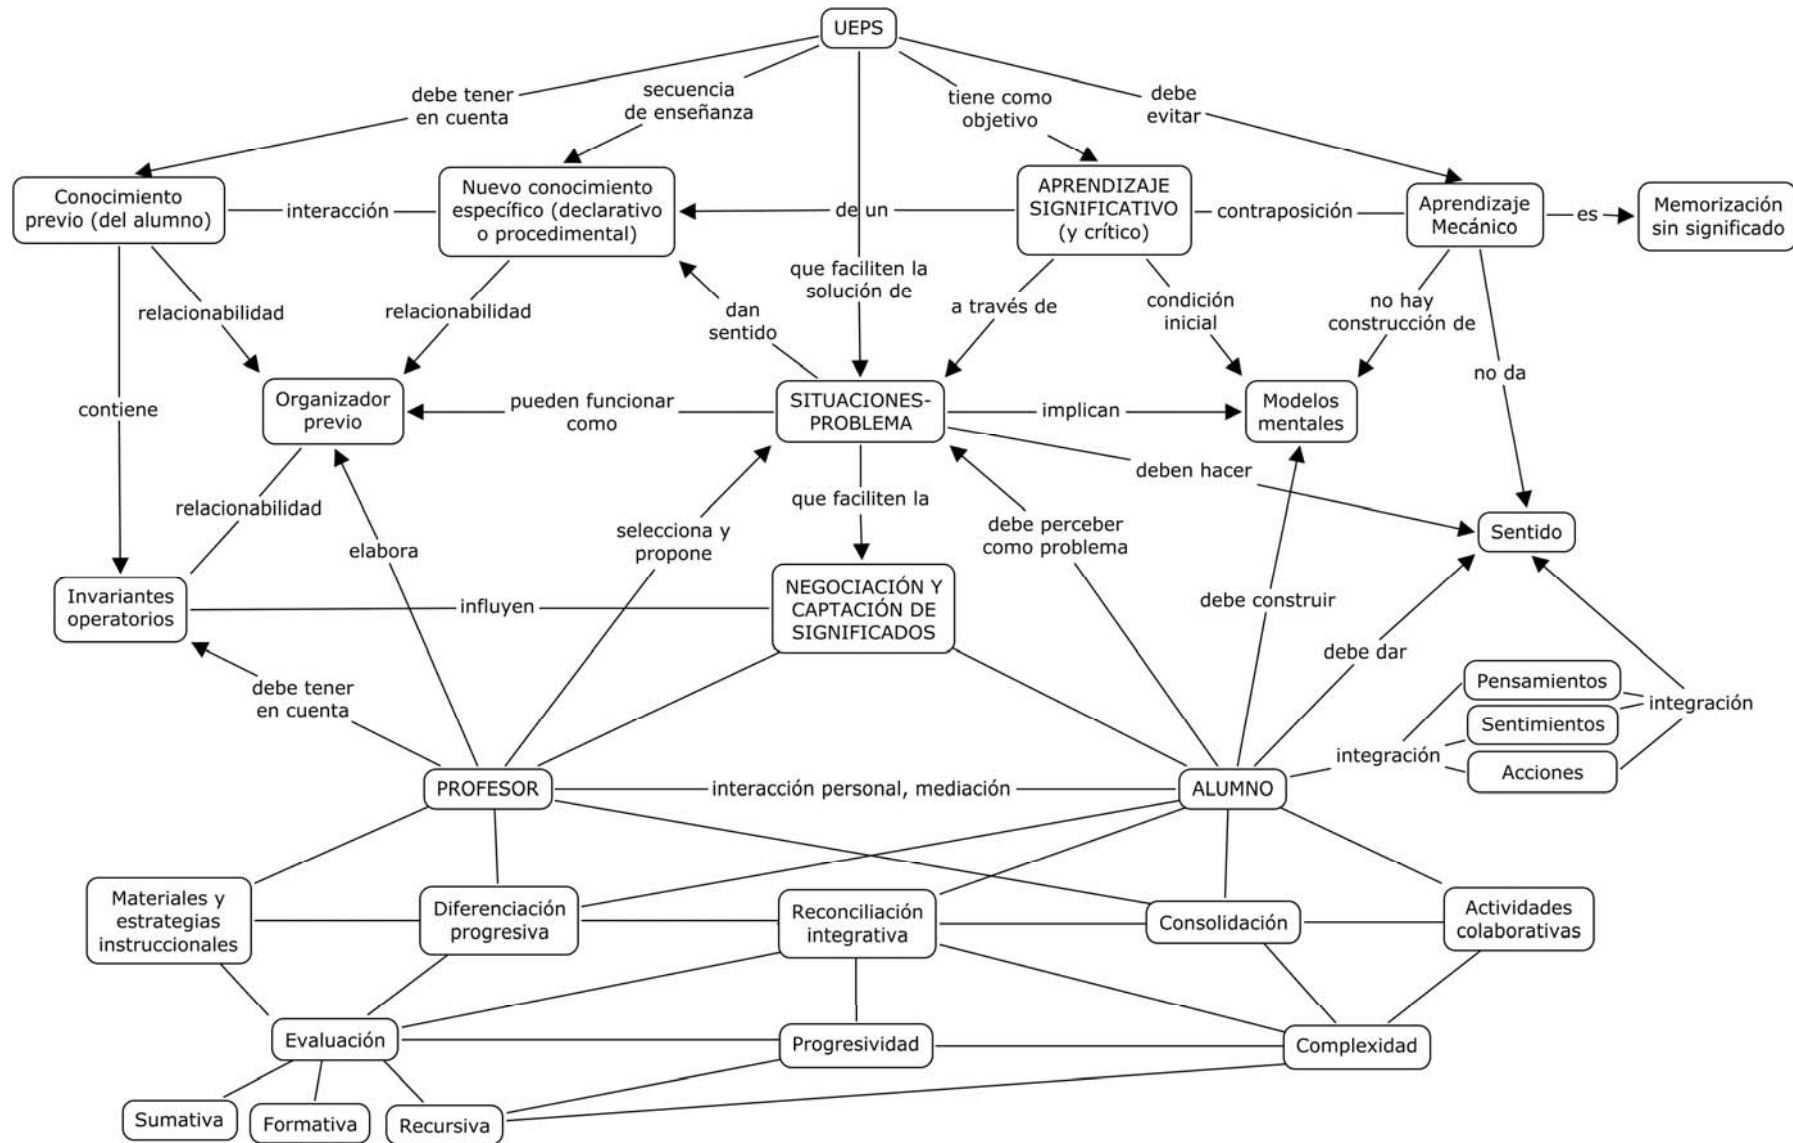 UEPS
debe tener
en cuenta
secuencia
de enseñanza
tiene como
objetivo
debe
evitar
Conocimiento
previo (del alumno)
interacción
Nuevo conocimiento
específico (declarativo
o procedimental)
de un
APRENDIZAJE
SIGNIFICATIVO
(y crítico)
contraposición
Aprendizaje
Mecánico
es
Memorización
sin significado
que faciliten la
solución de
relacionabilidad
relacionabilidad
dan
sentido
a través de
condición
inicial
no hay
construcción de
no da
contiene
Organizador
previo
pueden funcionar
como
SITUACIONES-
PROBLEMA
implican
Modelos
mentales
deben hacer
relacionabilidad
elabora
selecciona y
propone
que faciliten la
debe perceber
como problema
Sentido
Invariantes
operatorios
influyen
NEGOCIACIÓN Y
CAPTACIÓN DE
SIGNIFICADOS
debe construir
debe dar
debe tener
en cuenta
Pensamientos
Sentimientos
Acciones
integración
integración
PROFESOR
interacción personal, mediación
ALUMNO
Materiales y
estrategias
instruccionales
Diferenciación
progresiva
Reconciliación
integrativa
Consolidación
Actividades
colaborativas
Evaluación
Progresividad
Complexidad
Sumativa
Formativa
Recursiva